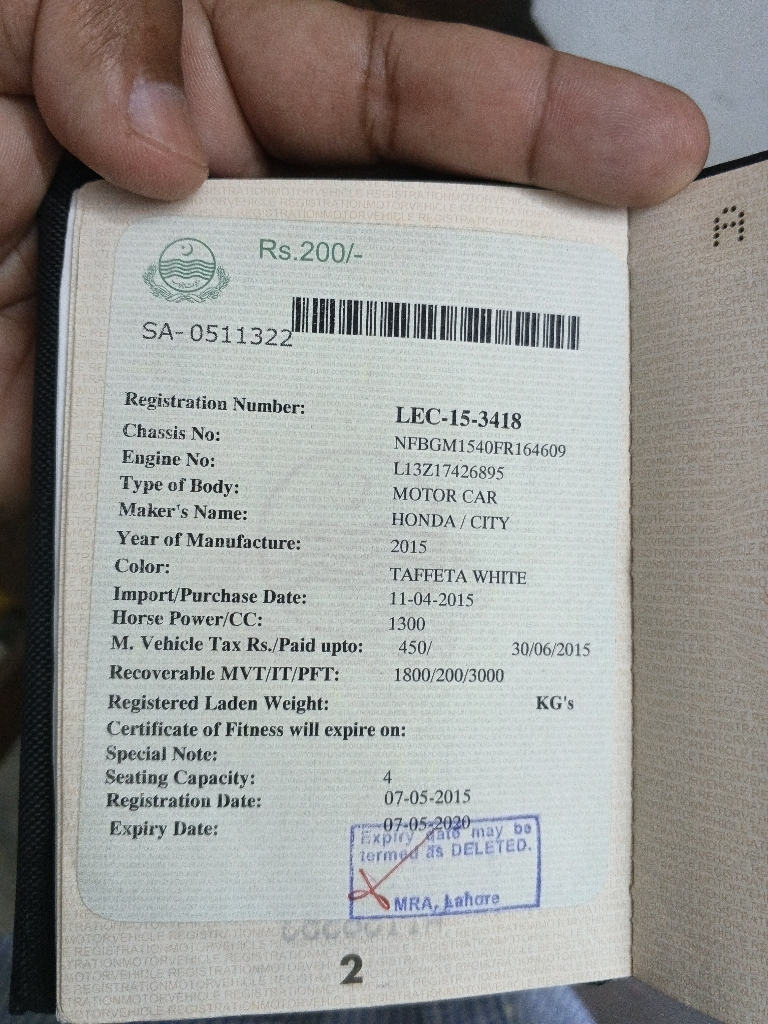 Rs.200/-
SA- 0511322
Registration Number: LEC-15-3418
Chassis No: NFBGM1540FR164609
Engine No: L13Z17426895
Type of Body: MOTOR CAR
Maker's Name: HONDA / CITY
Year of Manufacture: 2015
Color: TAFFETA WHITE
Import/Purchase Date: 11-04-2015
Horse Power/CC: 1300
M. Vehicle Tax Rs./Paid upto: 450/ 30/06/2015
Recoverable MVT/IT/PFT: 1800/200/3000
Registered Laden Weight: KG's
Certificate of Fitness will expire on:
Special Note:
Seating Capacity: 4
Registration Date: 07-05-2015
Expiry Date: 07-05-2020
Expiry date may be
termed as DELETED.
MRA, Lahore
2
A